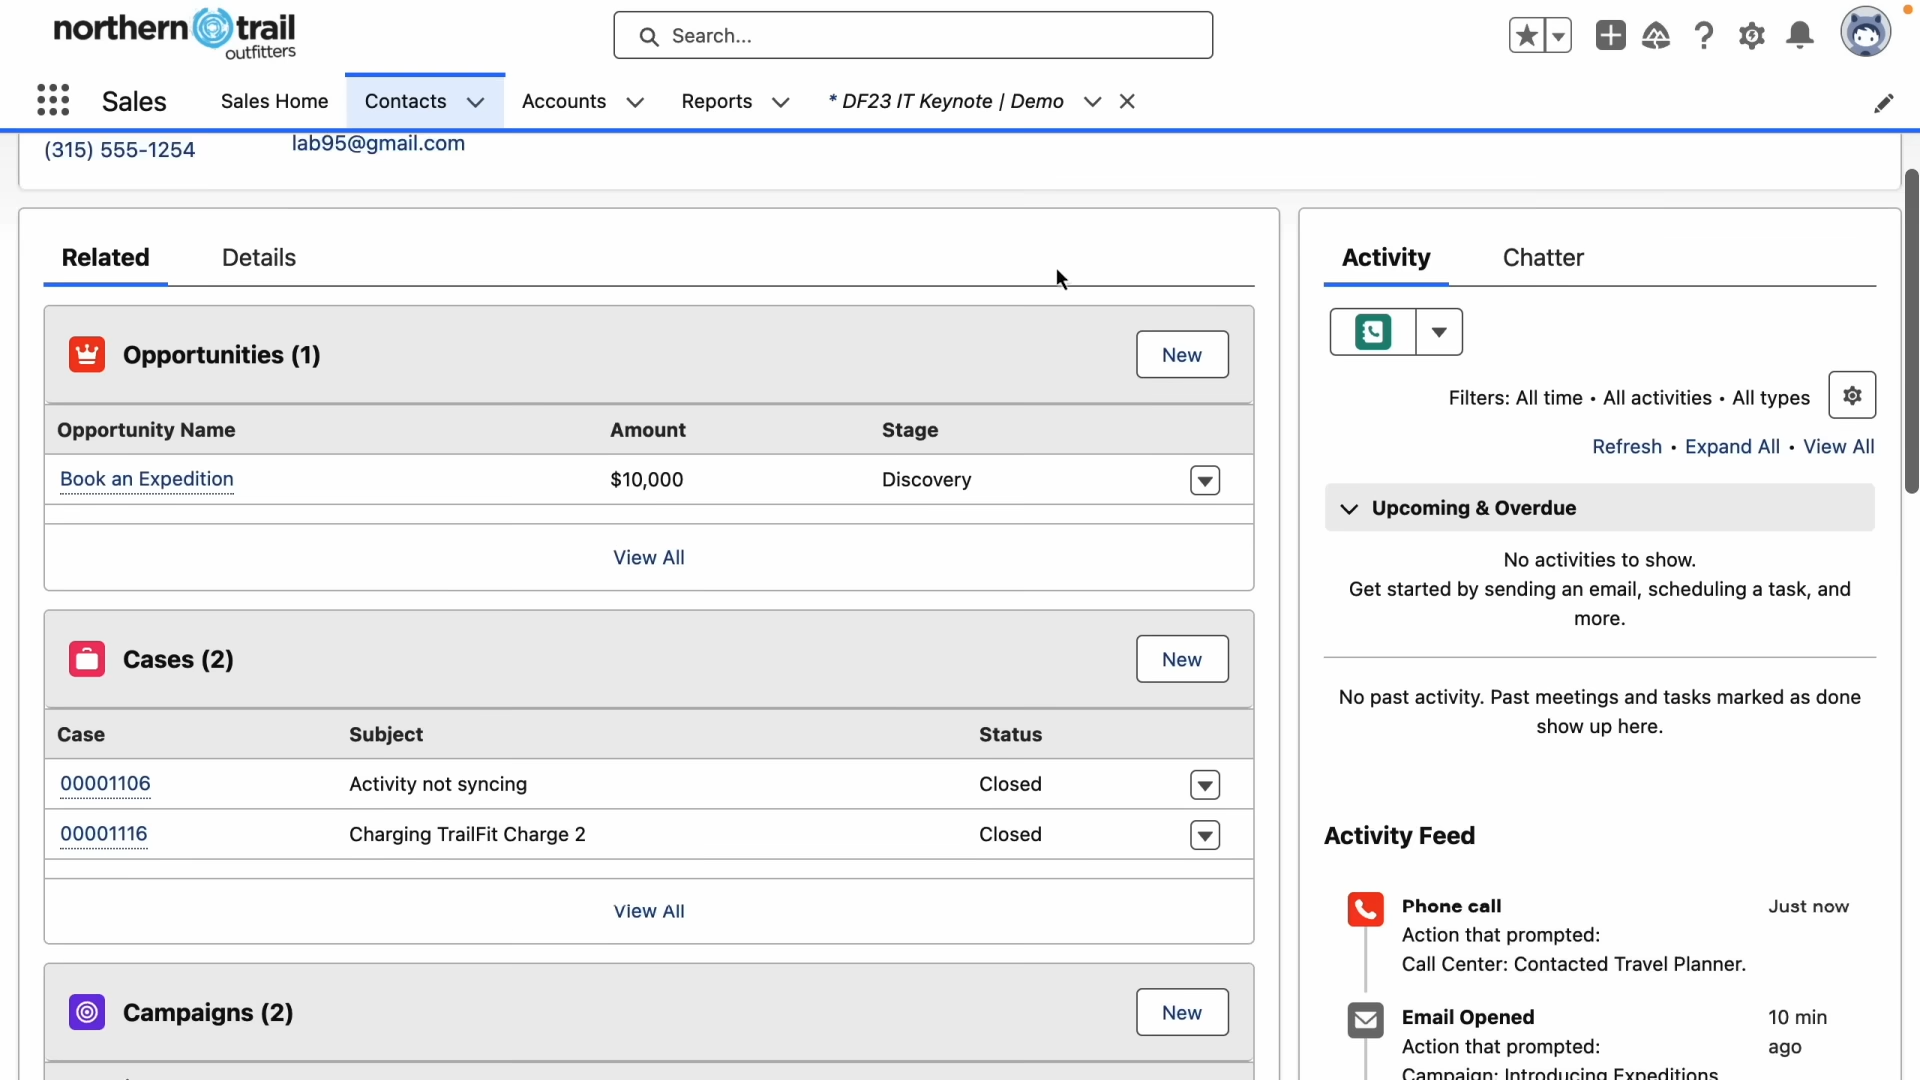 northern trail
outfitters
Search...
Sales
Sales Home
Contacts
Accounts
Reports
* DF23 IT Keynote | Demo
(315) 555-1254
lab95@gmail.com
Related
Details
Opportunities (1)
New
Opportunity Name
Amount
Stage
Book an Expedition
$10,000
Discovery
View All
Cases (2)
New
Case
Subject
Status
00001106
Activity not syncing
Closed
00001116
Charging TrailFit Charge 2
Closed
View All
Campaigns (2)
New
Activity
Chatter
Filters: All time • All activities • All types
Refresh • Expand All • View All
Upcoming & Overdue
No activities to show.
Get started by sending an email, scheduling a task, and
more.
No past activity. Past meetings and tasks marked as done
show up here.
Activity Feed
Phone call
Just now
Action that prompted:
Call Center: Contacted Travel Planner.
Email Opened
10 min
ago
Action that prompted:
Campaign: Introducing Expeditions